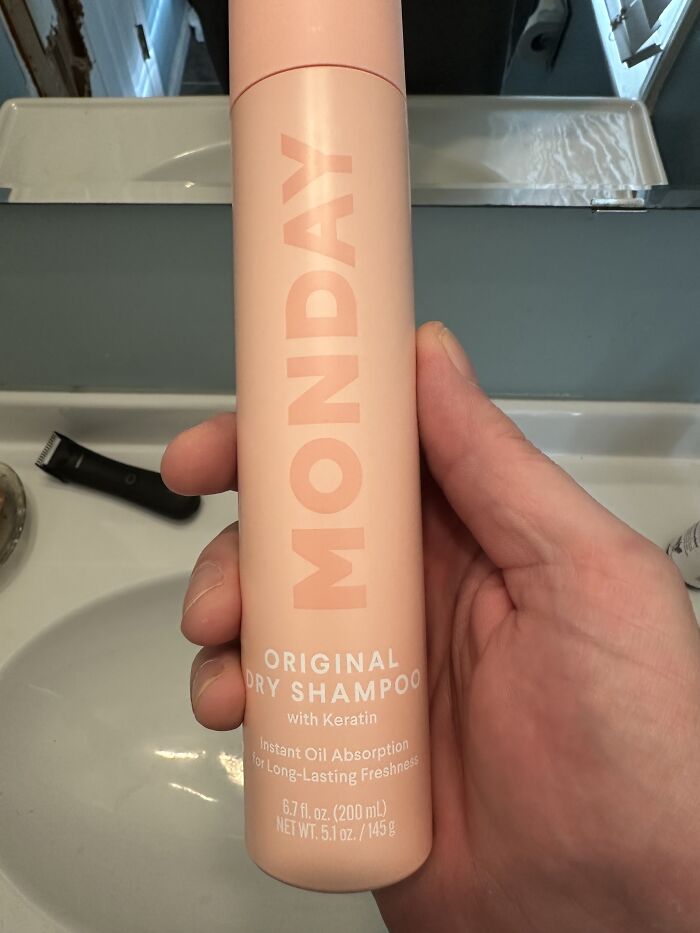 MONDAY
ORIGINAL
DRY SHAMPOO
with Keratin
Instant Oil Absorption
for Long-Lasting Freshness
6.7 fl. oz. (200 mL)
NET WT. 5.1 oz. / 145 g